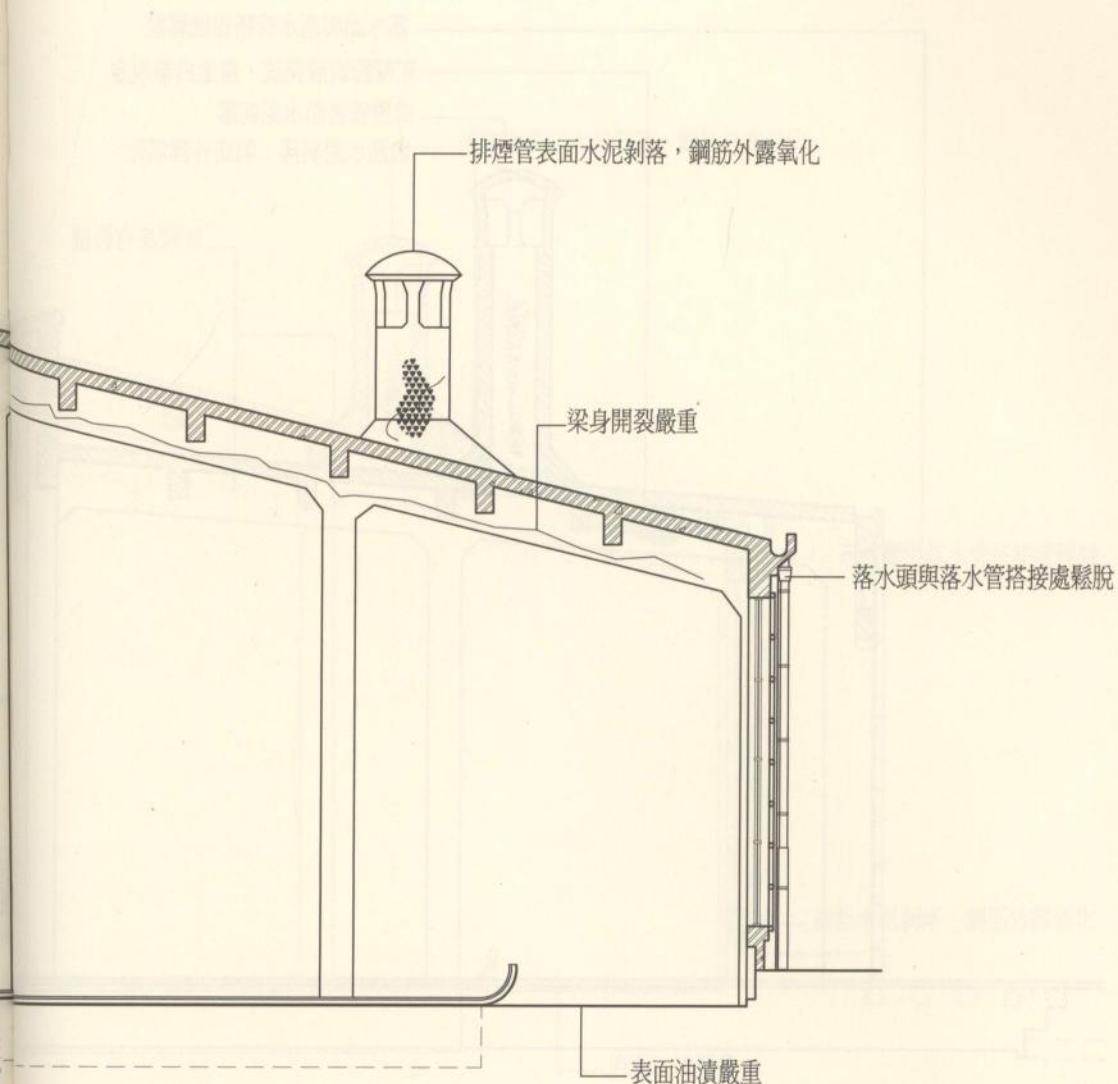 排煙管表面水泥剝落，鋼筋外露氧化
梁身開裂嚴重
落水頭與落水管搭接處鬆脫
表面油漬嚴重